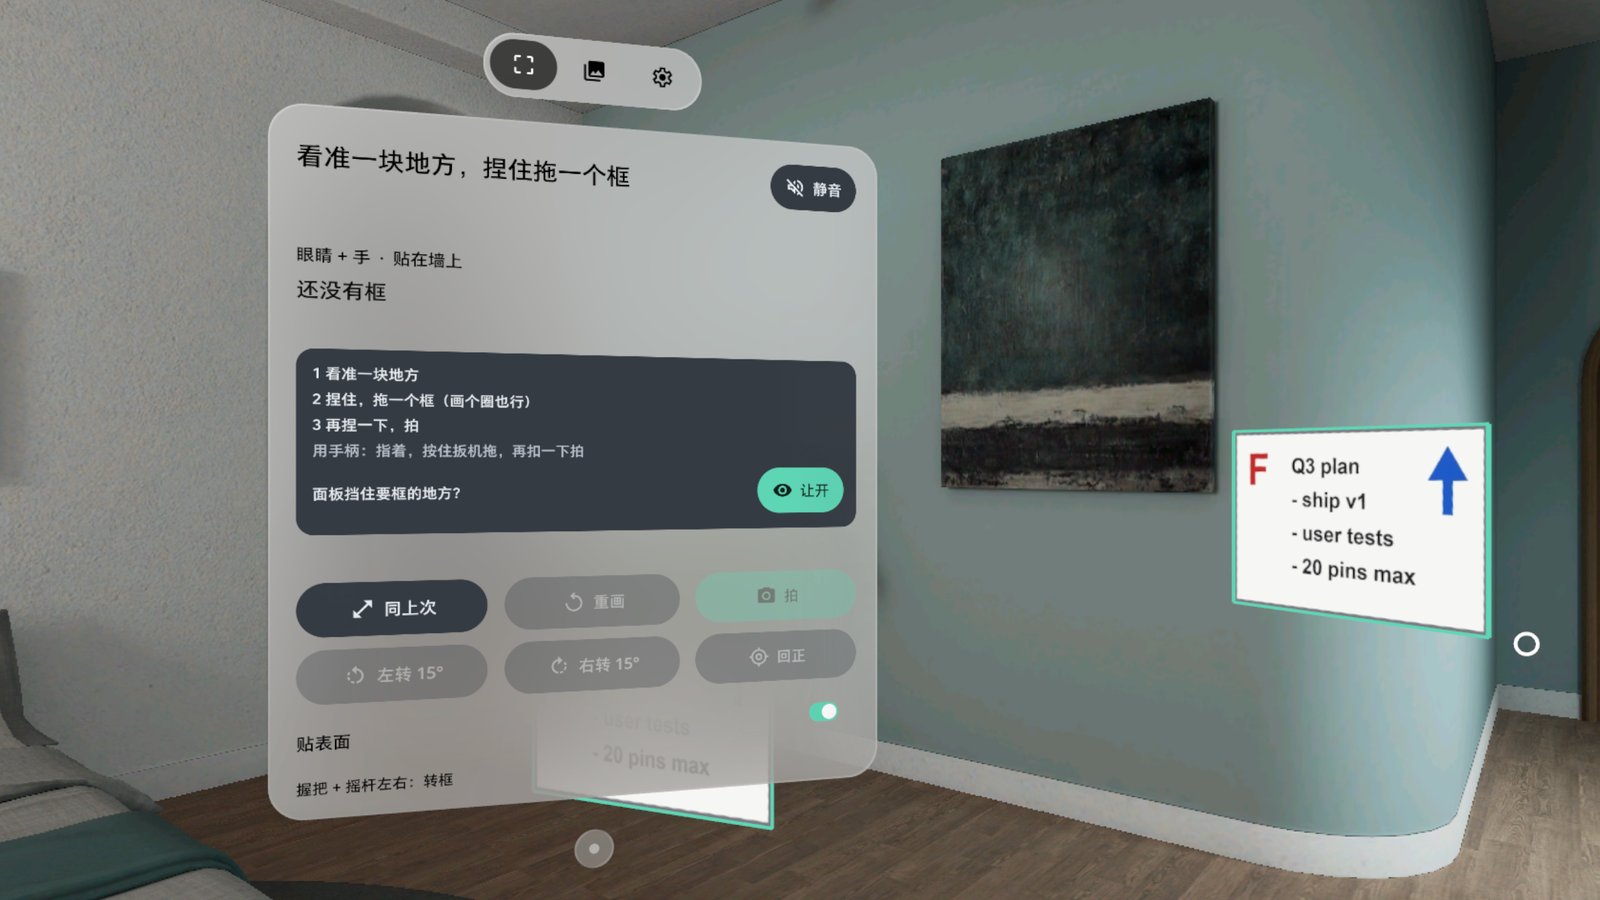 看准一块地方，捏住拖一个框
静音
眼睛 + 手 · 贴在墙上
还没有框
1 看准一块地方
2 捏住，拖一个框（画个圈也行）
3 再捏一下，拍
用手柄：指着，按住扳机拖，再扣一下拍
面板挡住要框的地方？
让开
同上次
重画
拍
左转 15°
右转 15°
回正
贴表面
握把 + 摇杆左右：转框
- user tests
- 20 pins max
F
Q3 plan
- ship v1
- user tests
- 20 pins max